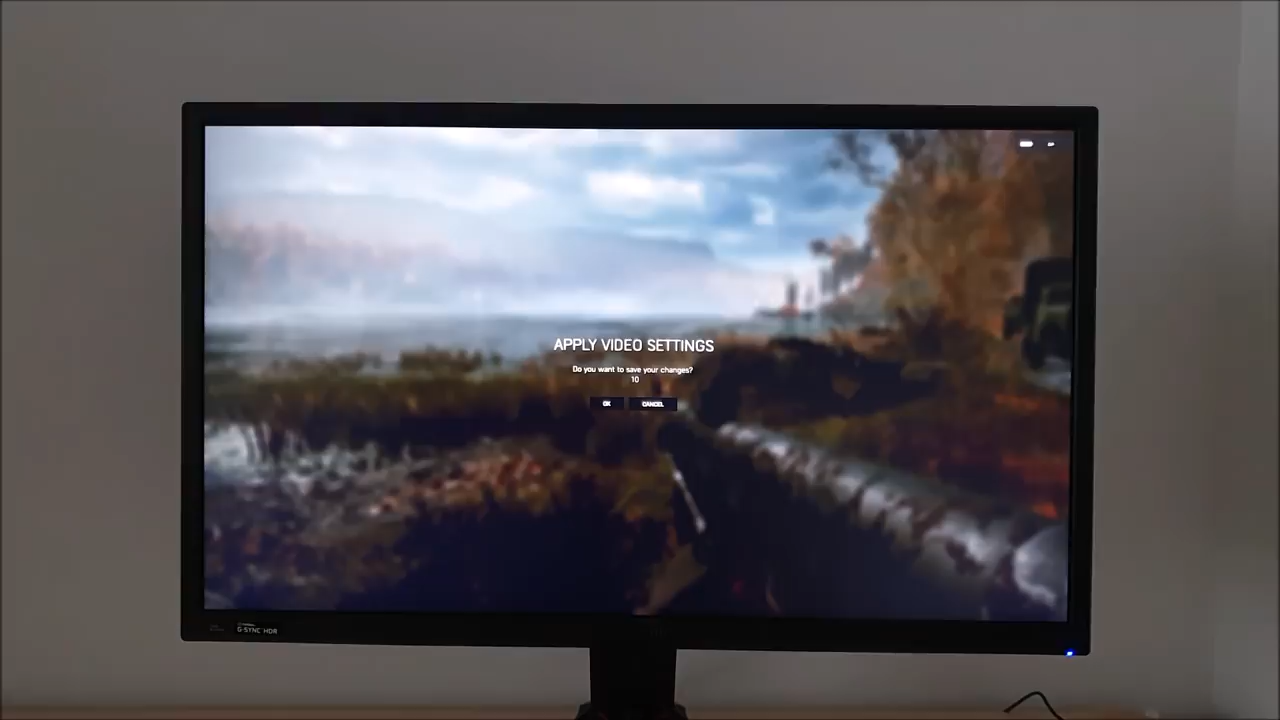 APPLY VIDEO SETTINGS
Do you want to save your changes?
10
OK CANCEL
G-SYNC HDR